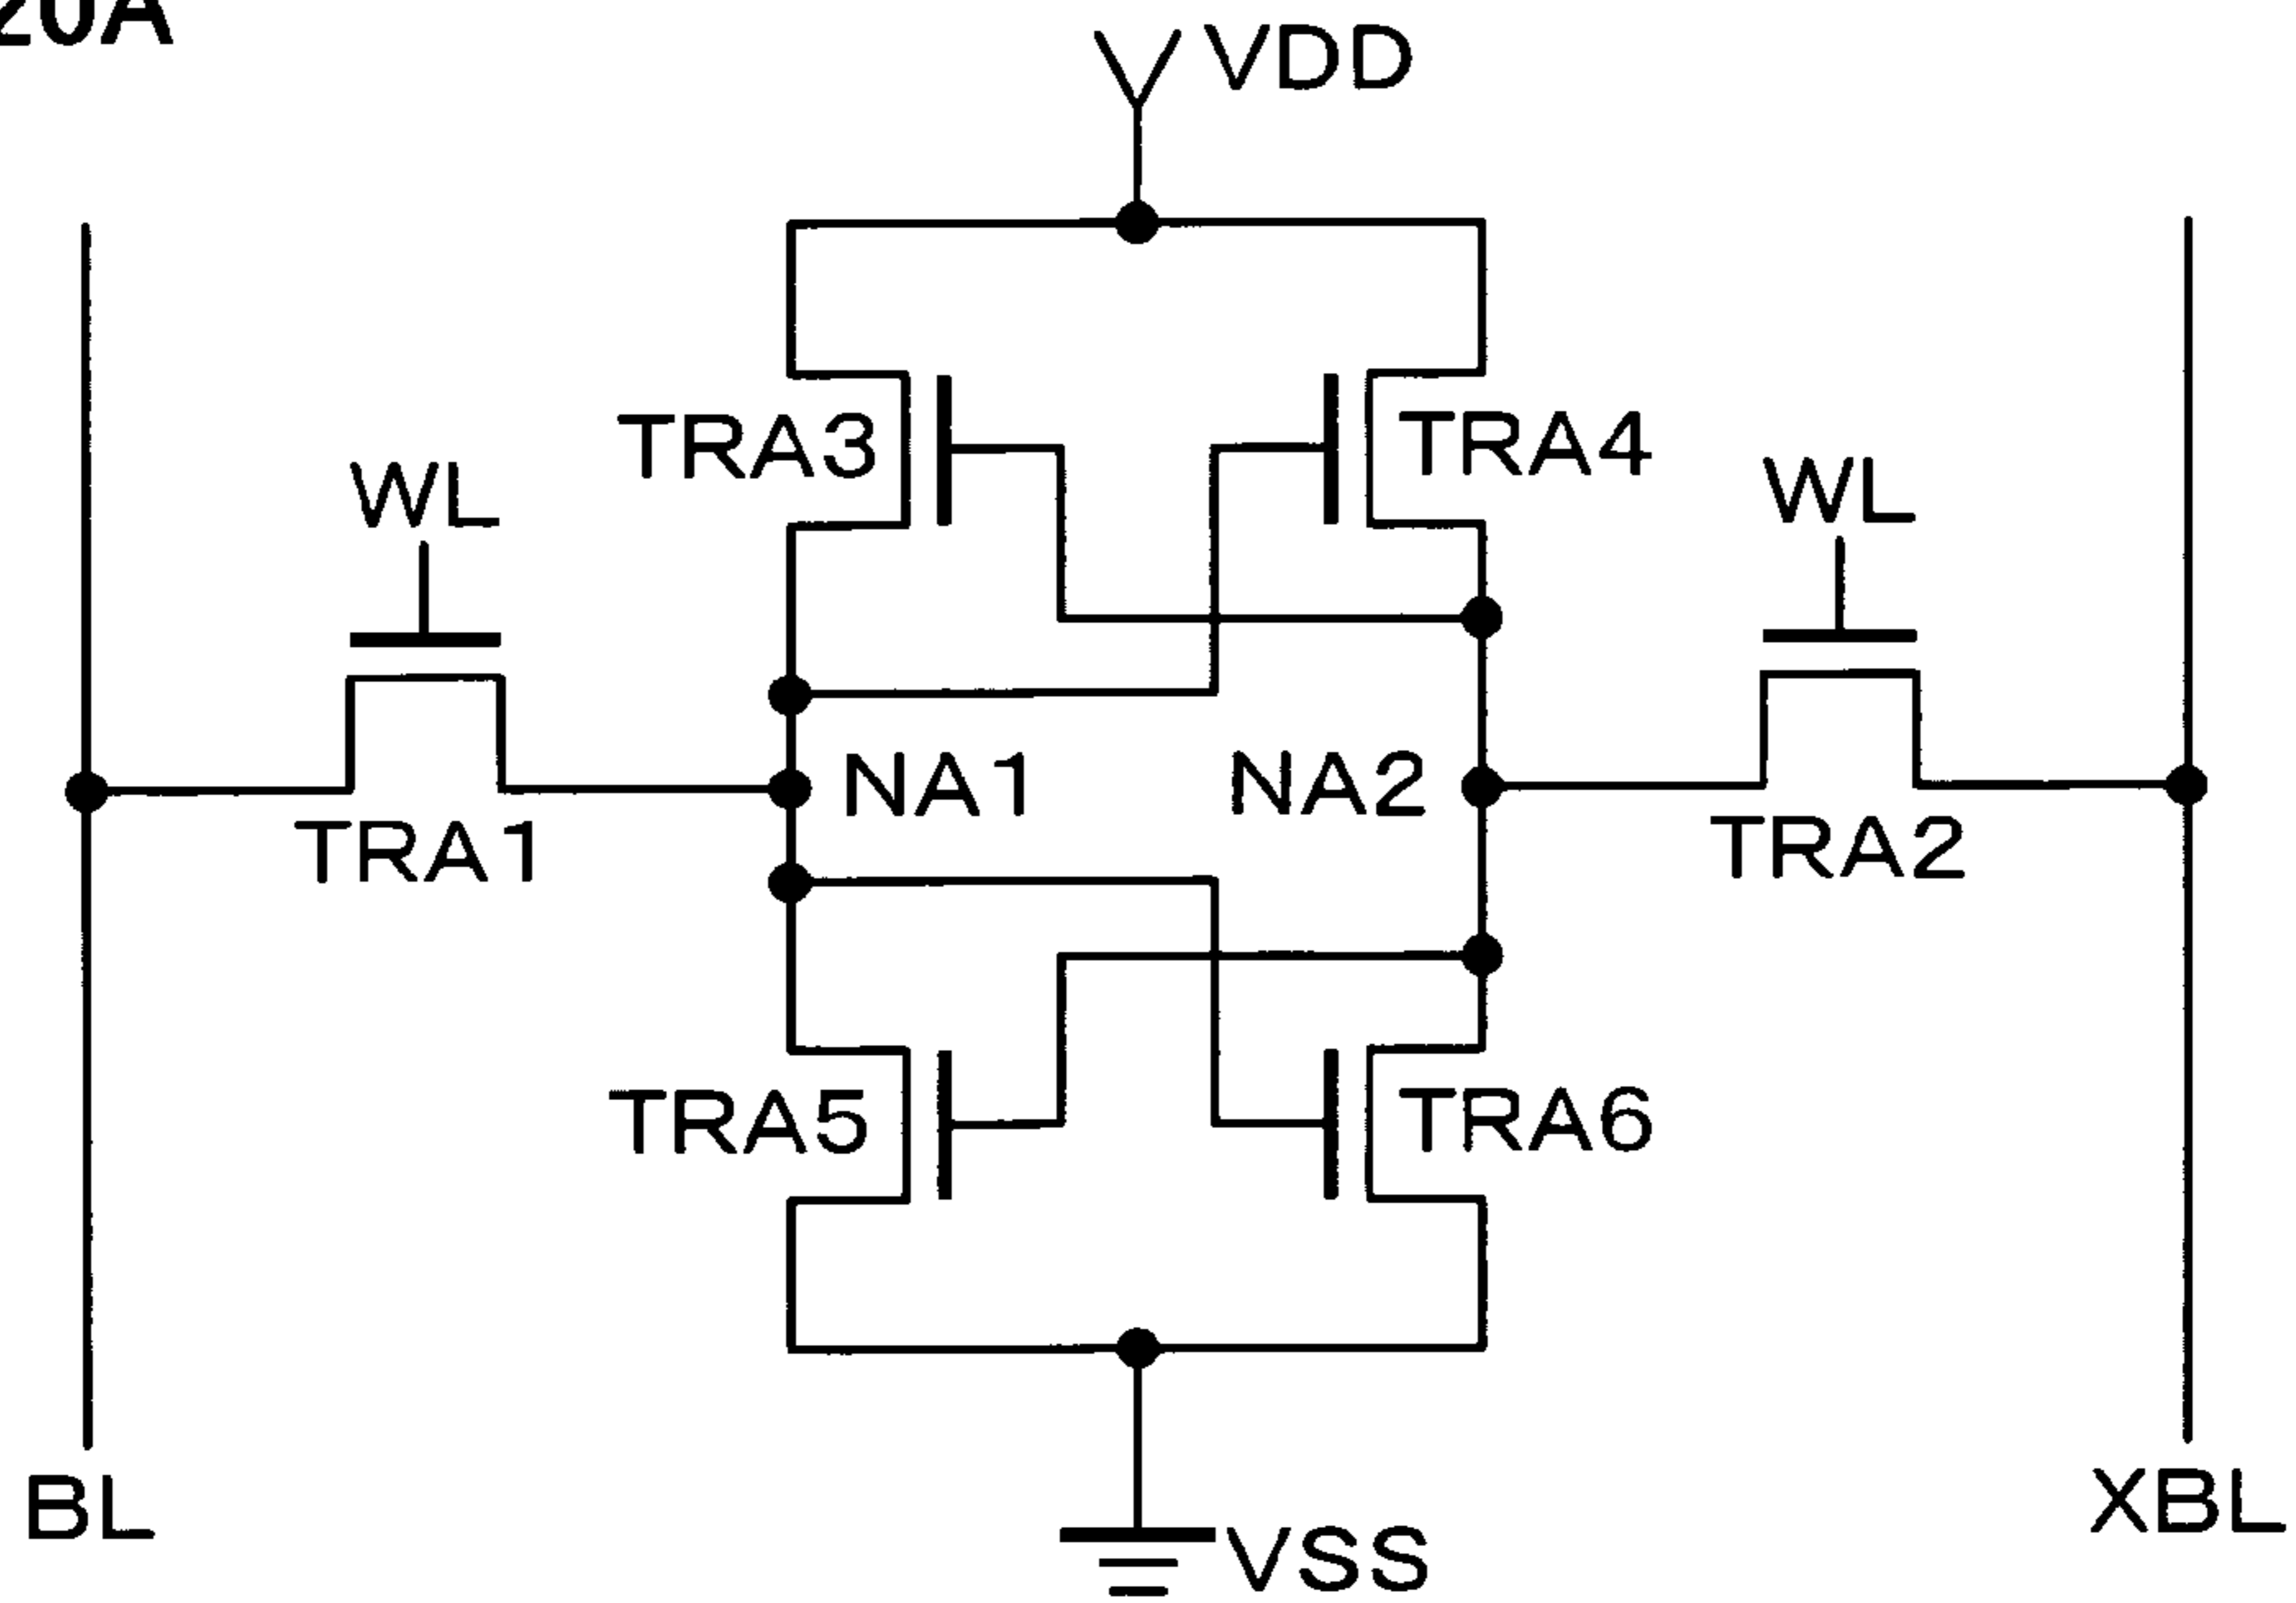 20A
VDD
TRA3
TRA4
WL
WL
NA1
NA2
TRA1
TRA2
TRA5
TRA6
BL
XBL
VSS